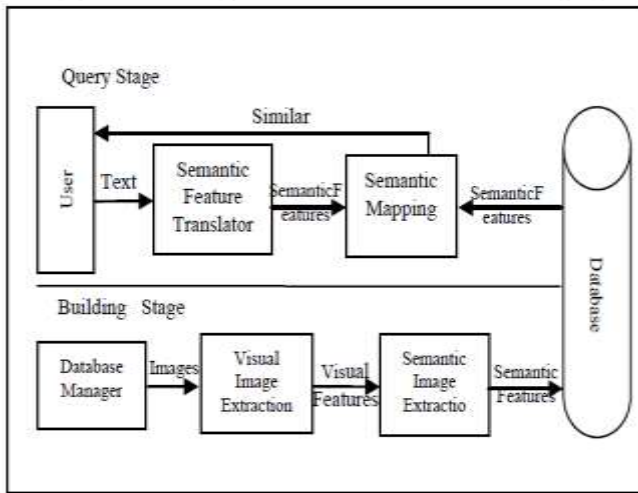 Query Stage
Similar
User
Text
Semantic
Feature
Translator
SemanticF
eatures
Semantic
Mapping
SemanticF
eatures
Database
Building Stage
Database
Manager
Images
Visual
Image
Extraction
Visual
Features
Semantic
Image
Extractio
Semantic
Features